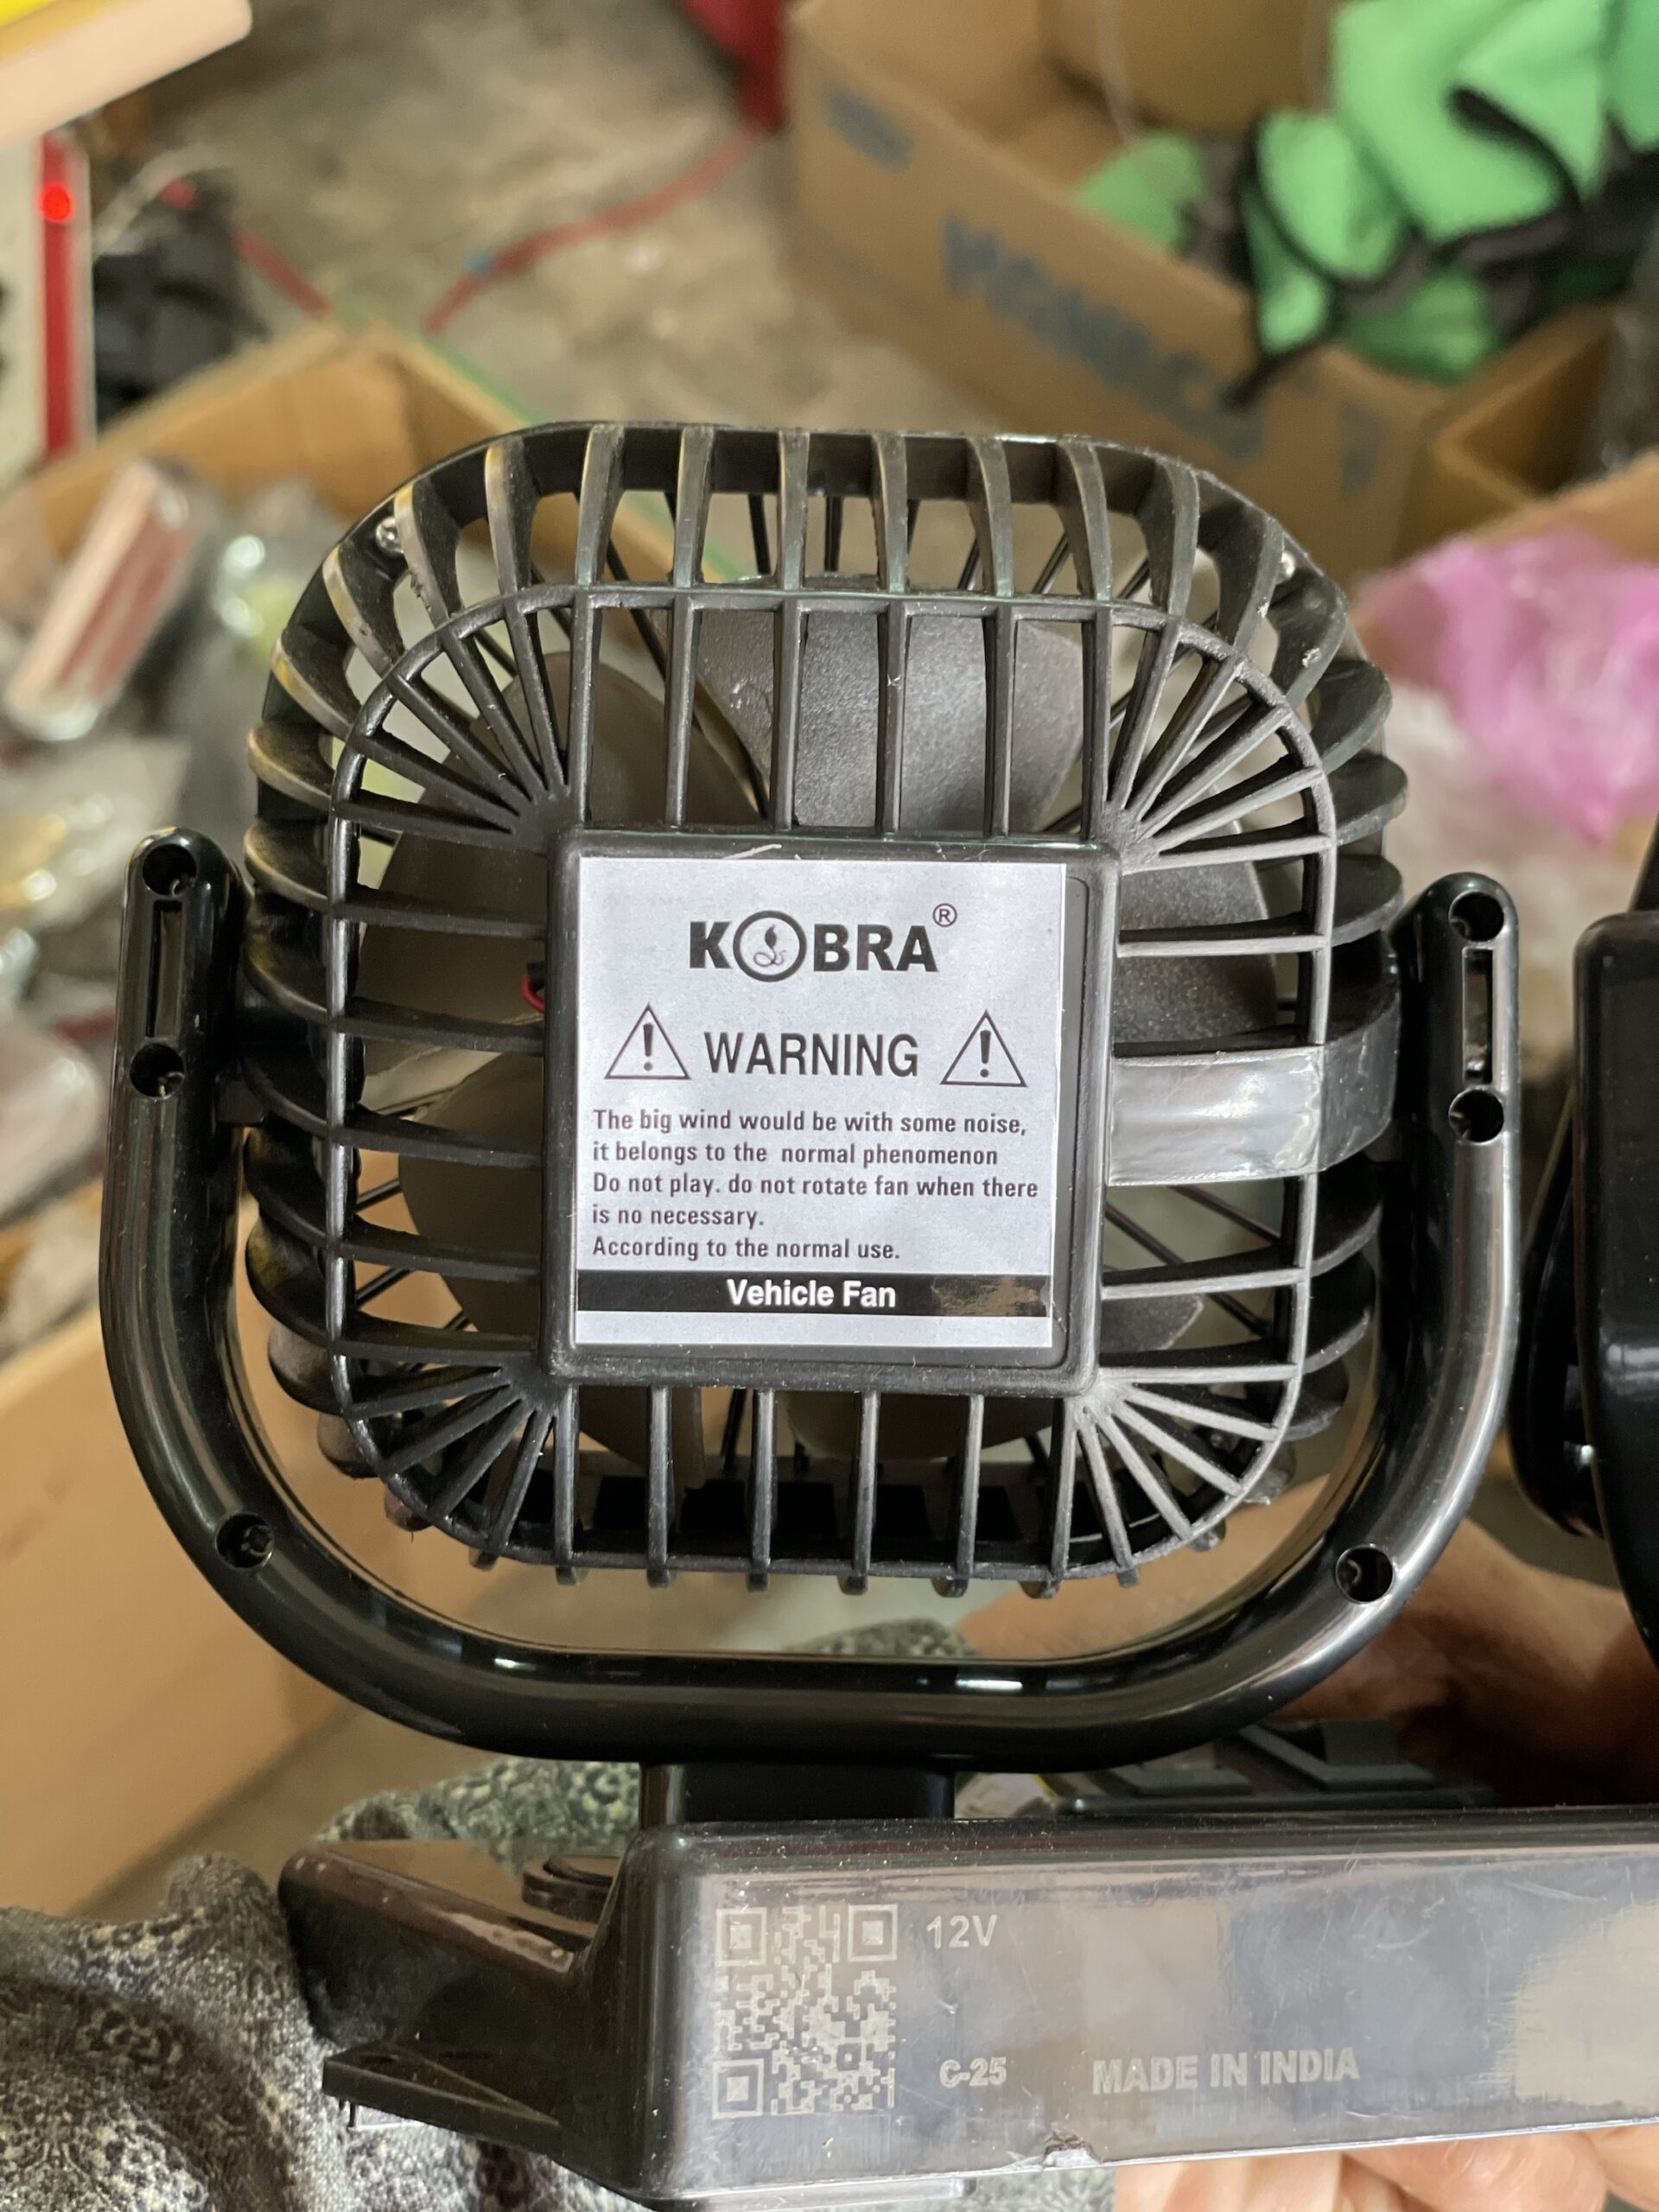 KOBRA®
WARNING
The big wind would be with some noise,
it belongs to the normal phenomenon
Do not play. do not rotate fan when there
is no necessary.
According to the normal use.
Vehicle Fan
12V
C-25 MADE IN INDIA